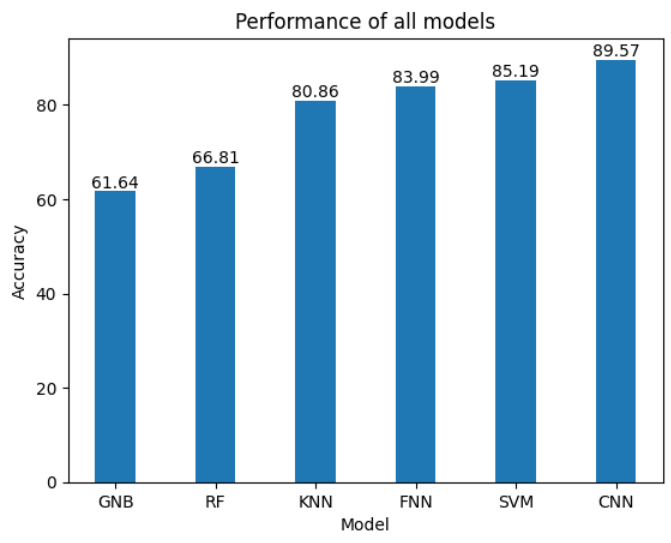 Performance of all models
89.57
85.19
83.99
80.86
66.81
61.64
80
60
40
20
0
Accuracy
GNB RF KNN FNN SVM CNN
Model